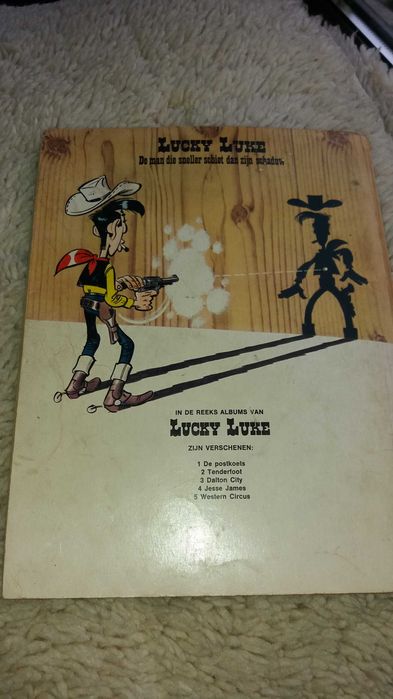 LUCKY LUKE
De man die sneller schiet dan zijn schaduw
IN DE REEKS ALBUMS VAN
LUCKY LUKE
ZIJN VERSCHENEN:
1 De postkoets
2 Tenderfoot
3 Dalton City
4 Jesse James
5 Western Circus